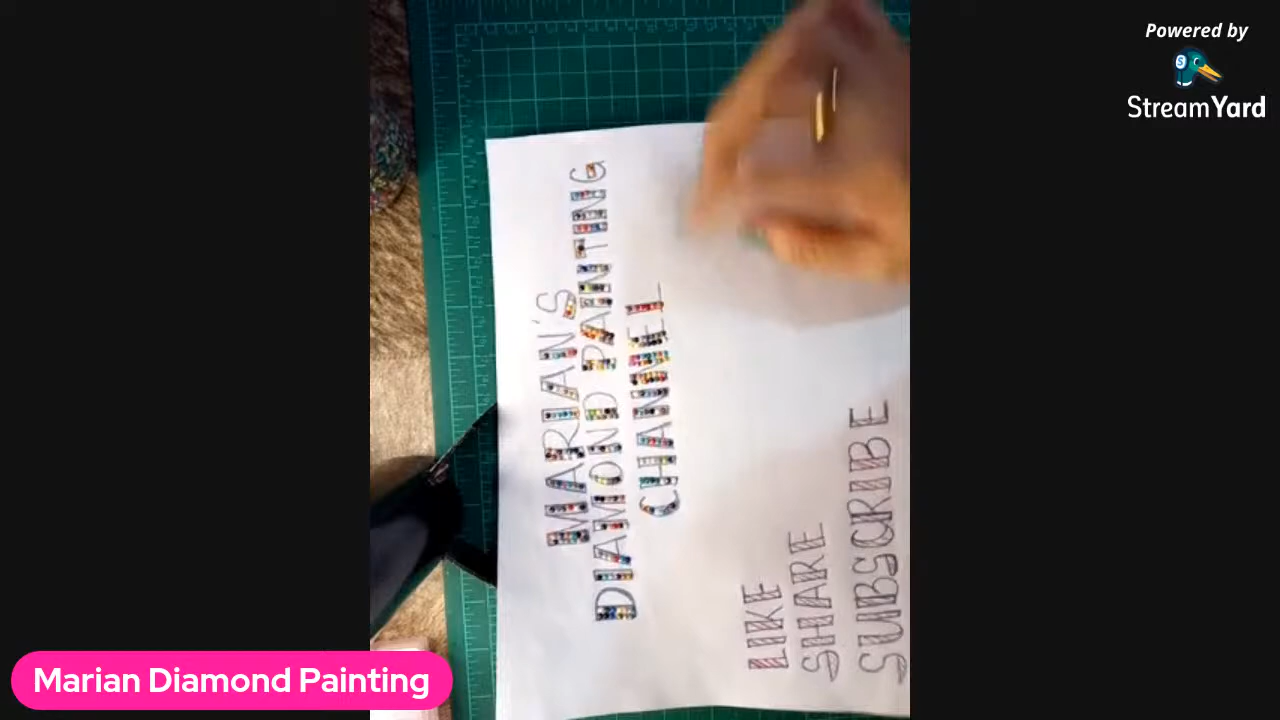 Powered by
StreamYard
MARIAN'S
DIAMOND PAINTING
CHANNEL
LIKE
SHARE
SUBSCRIBE
Marian Diamond Painting